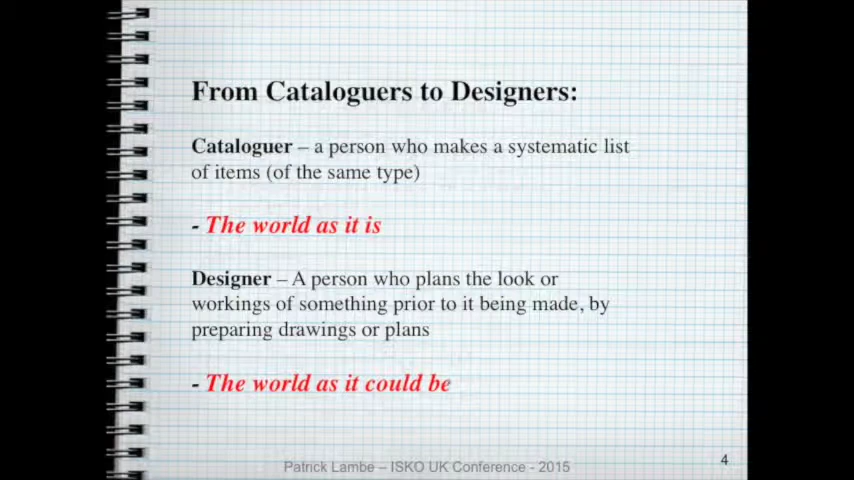 From Cataloguers to Designers:
Cataloguer – a person who makes a systematic list
of items (of the same type)
- The world as it is
Designer – A person who plans the look or
workings of something prior to it being made, by
preparing drawings or plans
- The world as it could be
Patrick Lambe – ISKO UK Conference - 2015
4